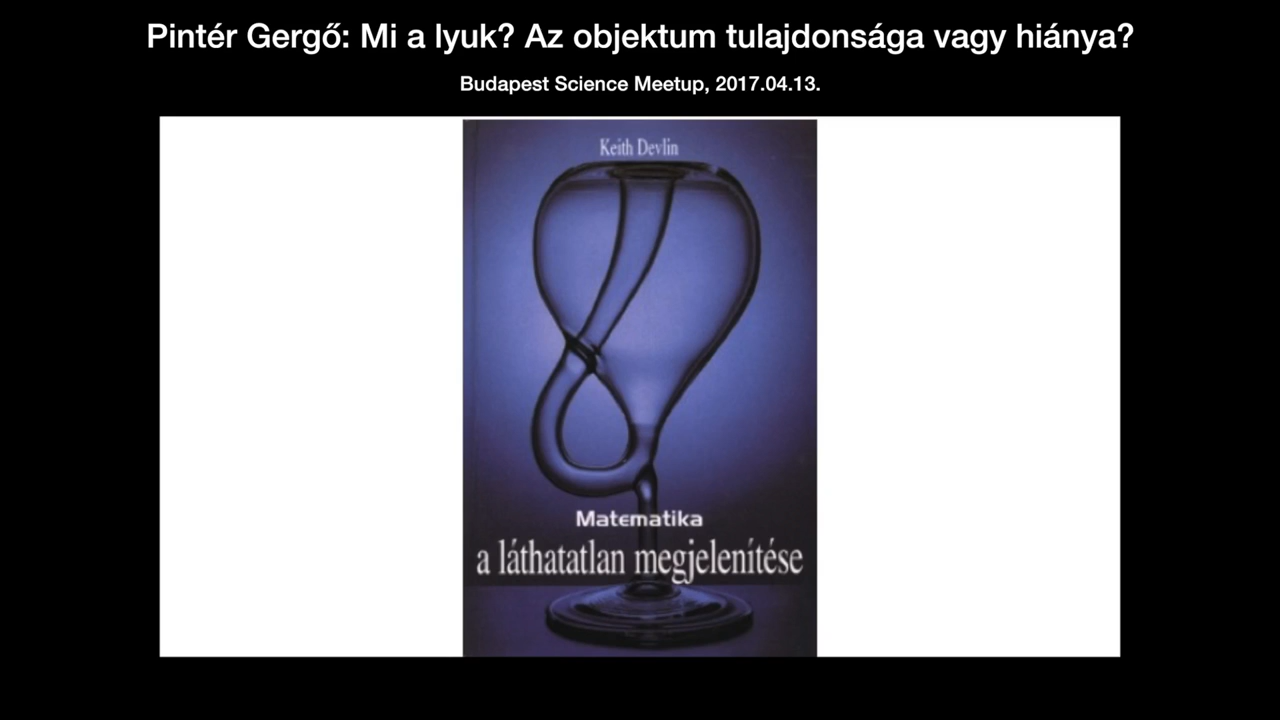 Pintér Gergő: Mi a lyuk? Az objektum tulajdonsága vagy hiánya?
Budapest Science Meetup, 2017.04.13.
Keith Devlin
Matematika
a láthatatlan megjelenítése